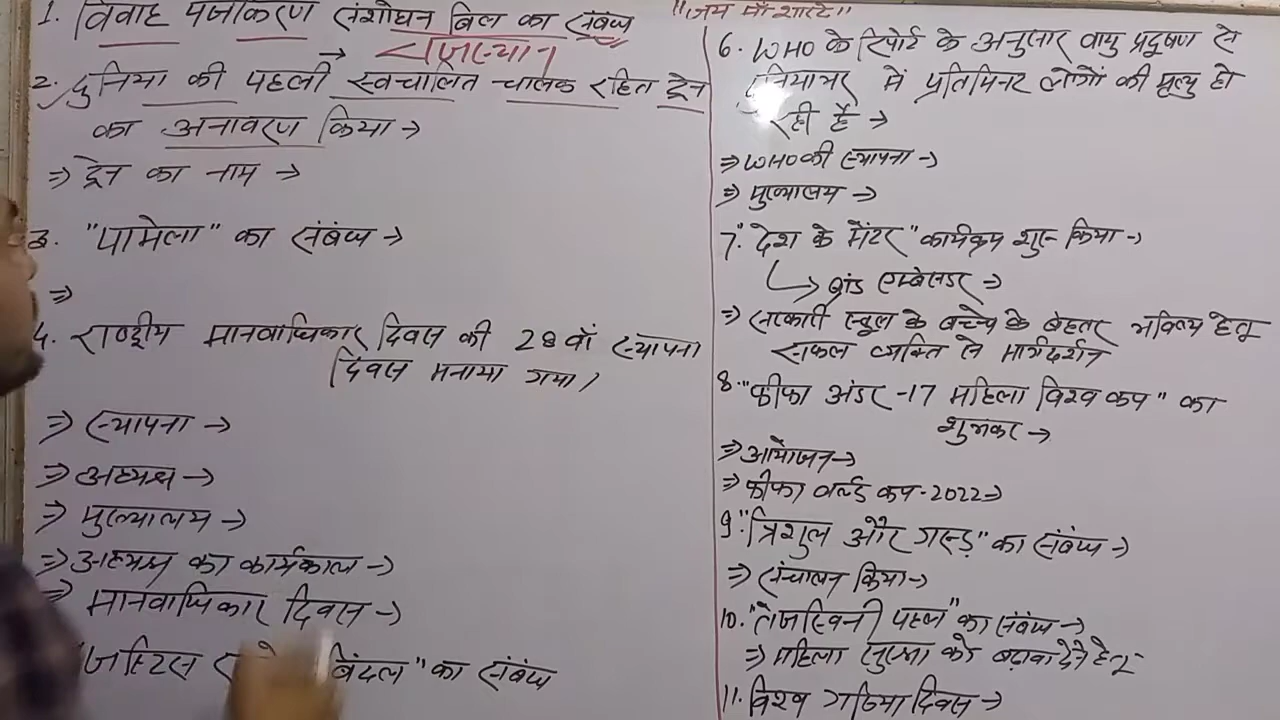 "जय माँ शारदे"
1. विवाह पंजीकरण संशोधन बिल का संबंध
→ राजस्थान
2. दुनिया की पहली स्वचालित चालक रहित ट्रेन
का अनावरण किया →
⇒ ट्रेन का नाम →
3. "पामेला" का संबंध →
⇒
4. राष्ट्रीय मानवाधिकार दिवस की 28वाँ स्थापना
दिवस मनाया गया।
⇒ स्थापना →
⇒ अध्यक्ष →
⇒ मुख्यालय →
⇒ अध्यक्ष का कार्यकाल →
⇒ मानवाधिकार दिवस →
"जस्टिस बिंदल" का संबंध
6. WHO के रिपोर्ट के अनुसार वायु प्रदूषण से
में प्रतिमिनट लोगों की मृत्यु हो
रही है →
⇒ WHO की स्थापना →
⇒ मुख्यालय →
7. "देश के मेंटर" कार्यक्रम शुरू किया →
↳ ब्रांड एम्बेसडर →
⇒ सरकारी स्कूल के बच्चे के बेहतर भविष्य हेतु
सफल व्यक्ति से मार्गदर्शन
8. "फीफा अंडर -17 महिला विश्व कप" का
शुभंकर →
⇒ आयोजन →
⇒ फीफा वर्ल्ड कप-2022 →
9. "त्रिशुल और गरुड़" का संबंध →
⇒ संचालन किया →
10. "तेजस्विनी पहल" का संबंध →
⇒ महिला सुरक्षा को बढ़ावा देने हेतू
11. विश्व गठिया दिवस →